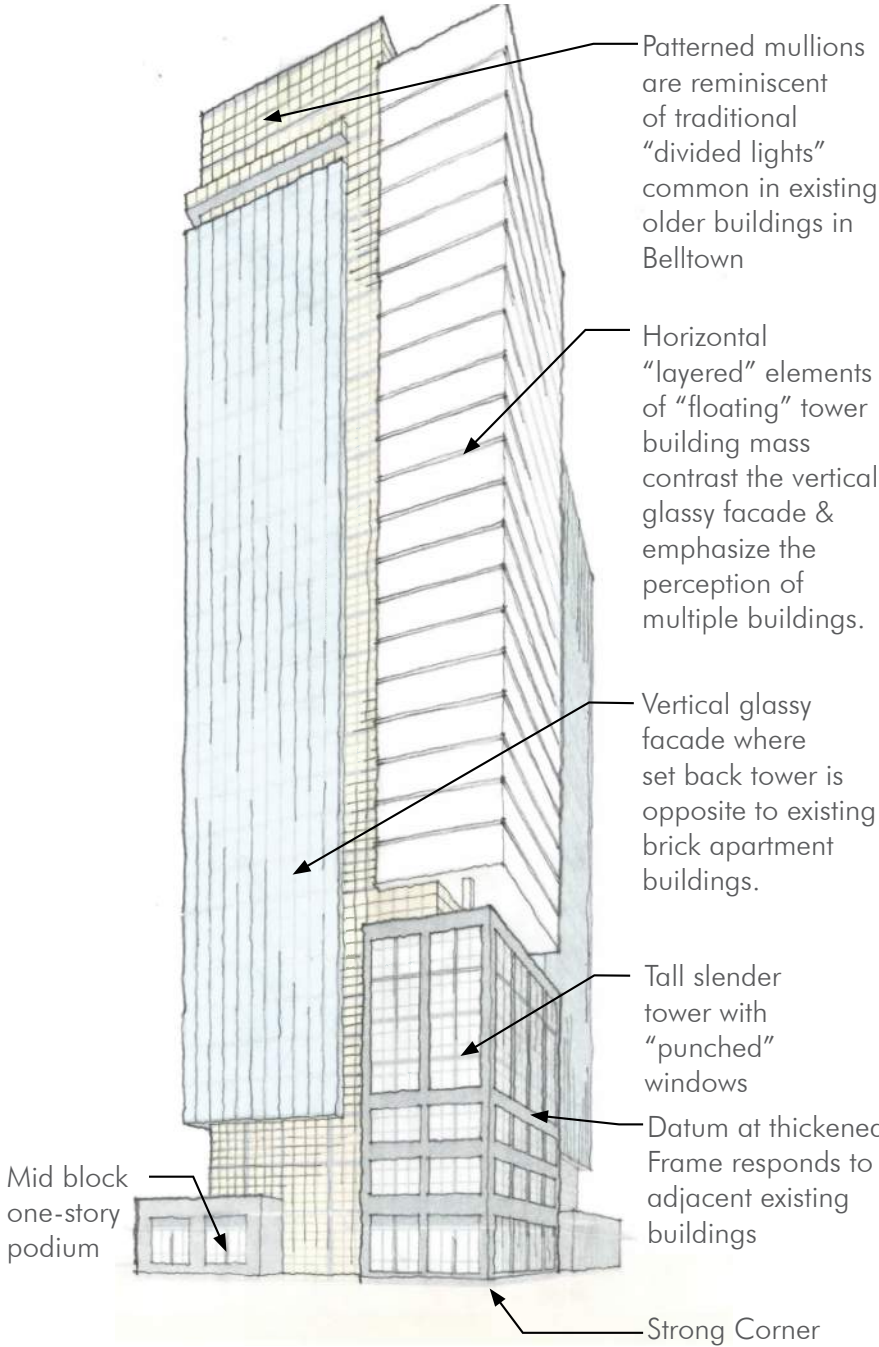 Patterned mullions
are reminiscent
of traditional
“divided lights”
common in existing
older buildings in
Belltown
Horizontal
“layered” elements
of “floating” tower
building mass
contrast the vertical
glassy facade &
emphasize the
perception of
multiple buildings.
Vertical glassy
facade where
set back tower is
opposite to existing
brick apartment
buildings.
Tall slender
tower with
“punched”
windows
Datum at thickened
Frame responds to
adjacent existing
buildings
Mid block
one-story
podium
Strong Corner